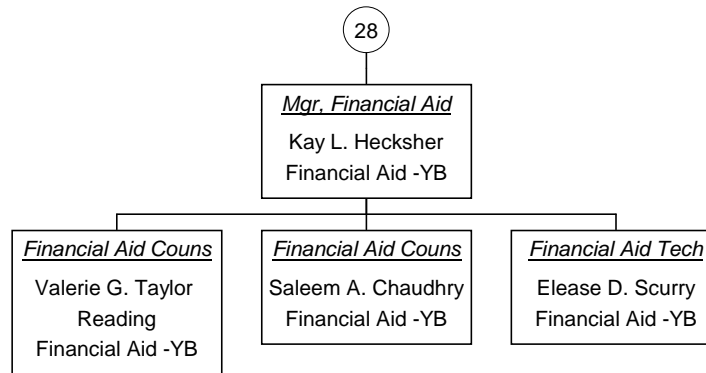 28
Mgr, Financial Aid
Kay L. Hecksher
Financial Aid -YB
Financial Aid Couns
Valerie G. Taylor
Reading
Financial Aid -YB
Financial Aid Couns
Saleem A. Chaudhry
Financial Aid -YB
Financial Aid Tech
Elease D. Scurry
Financial Aid -YB